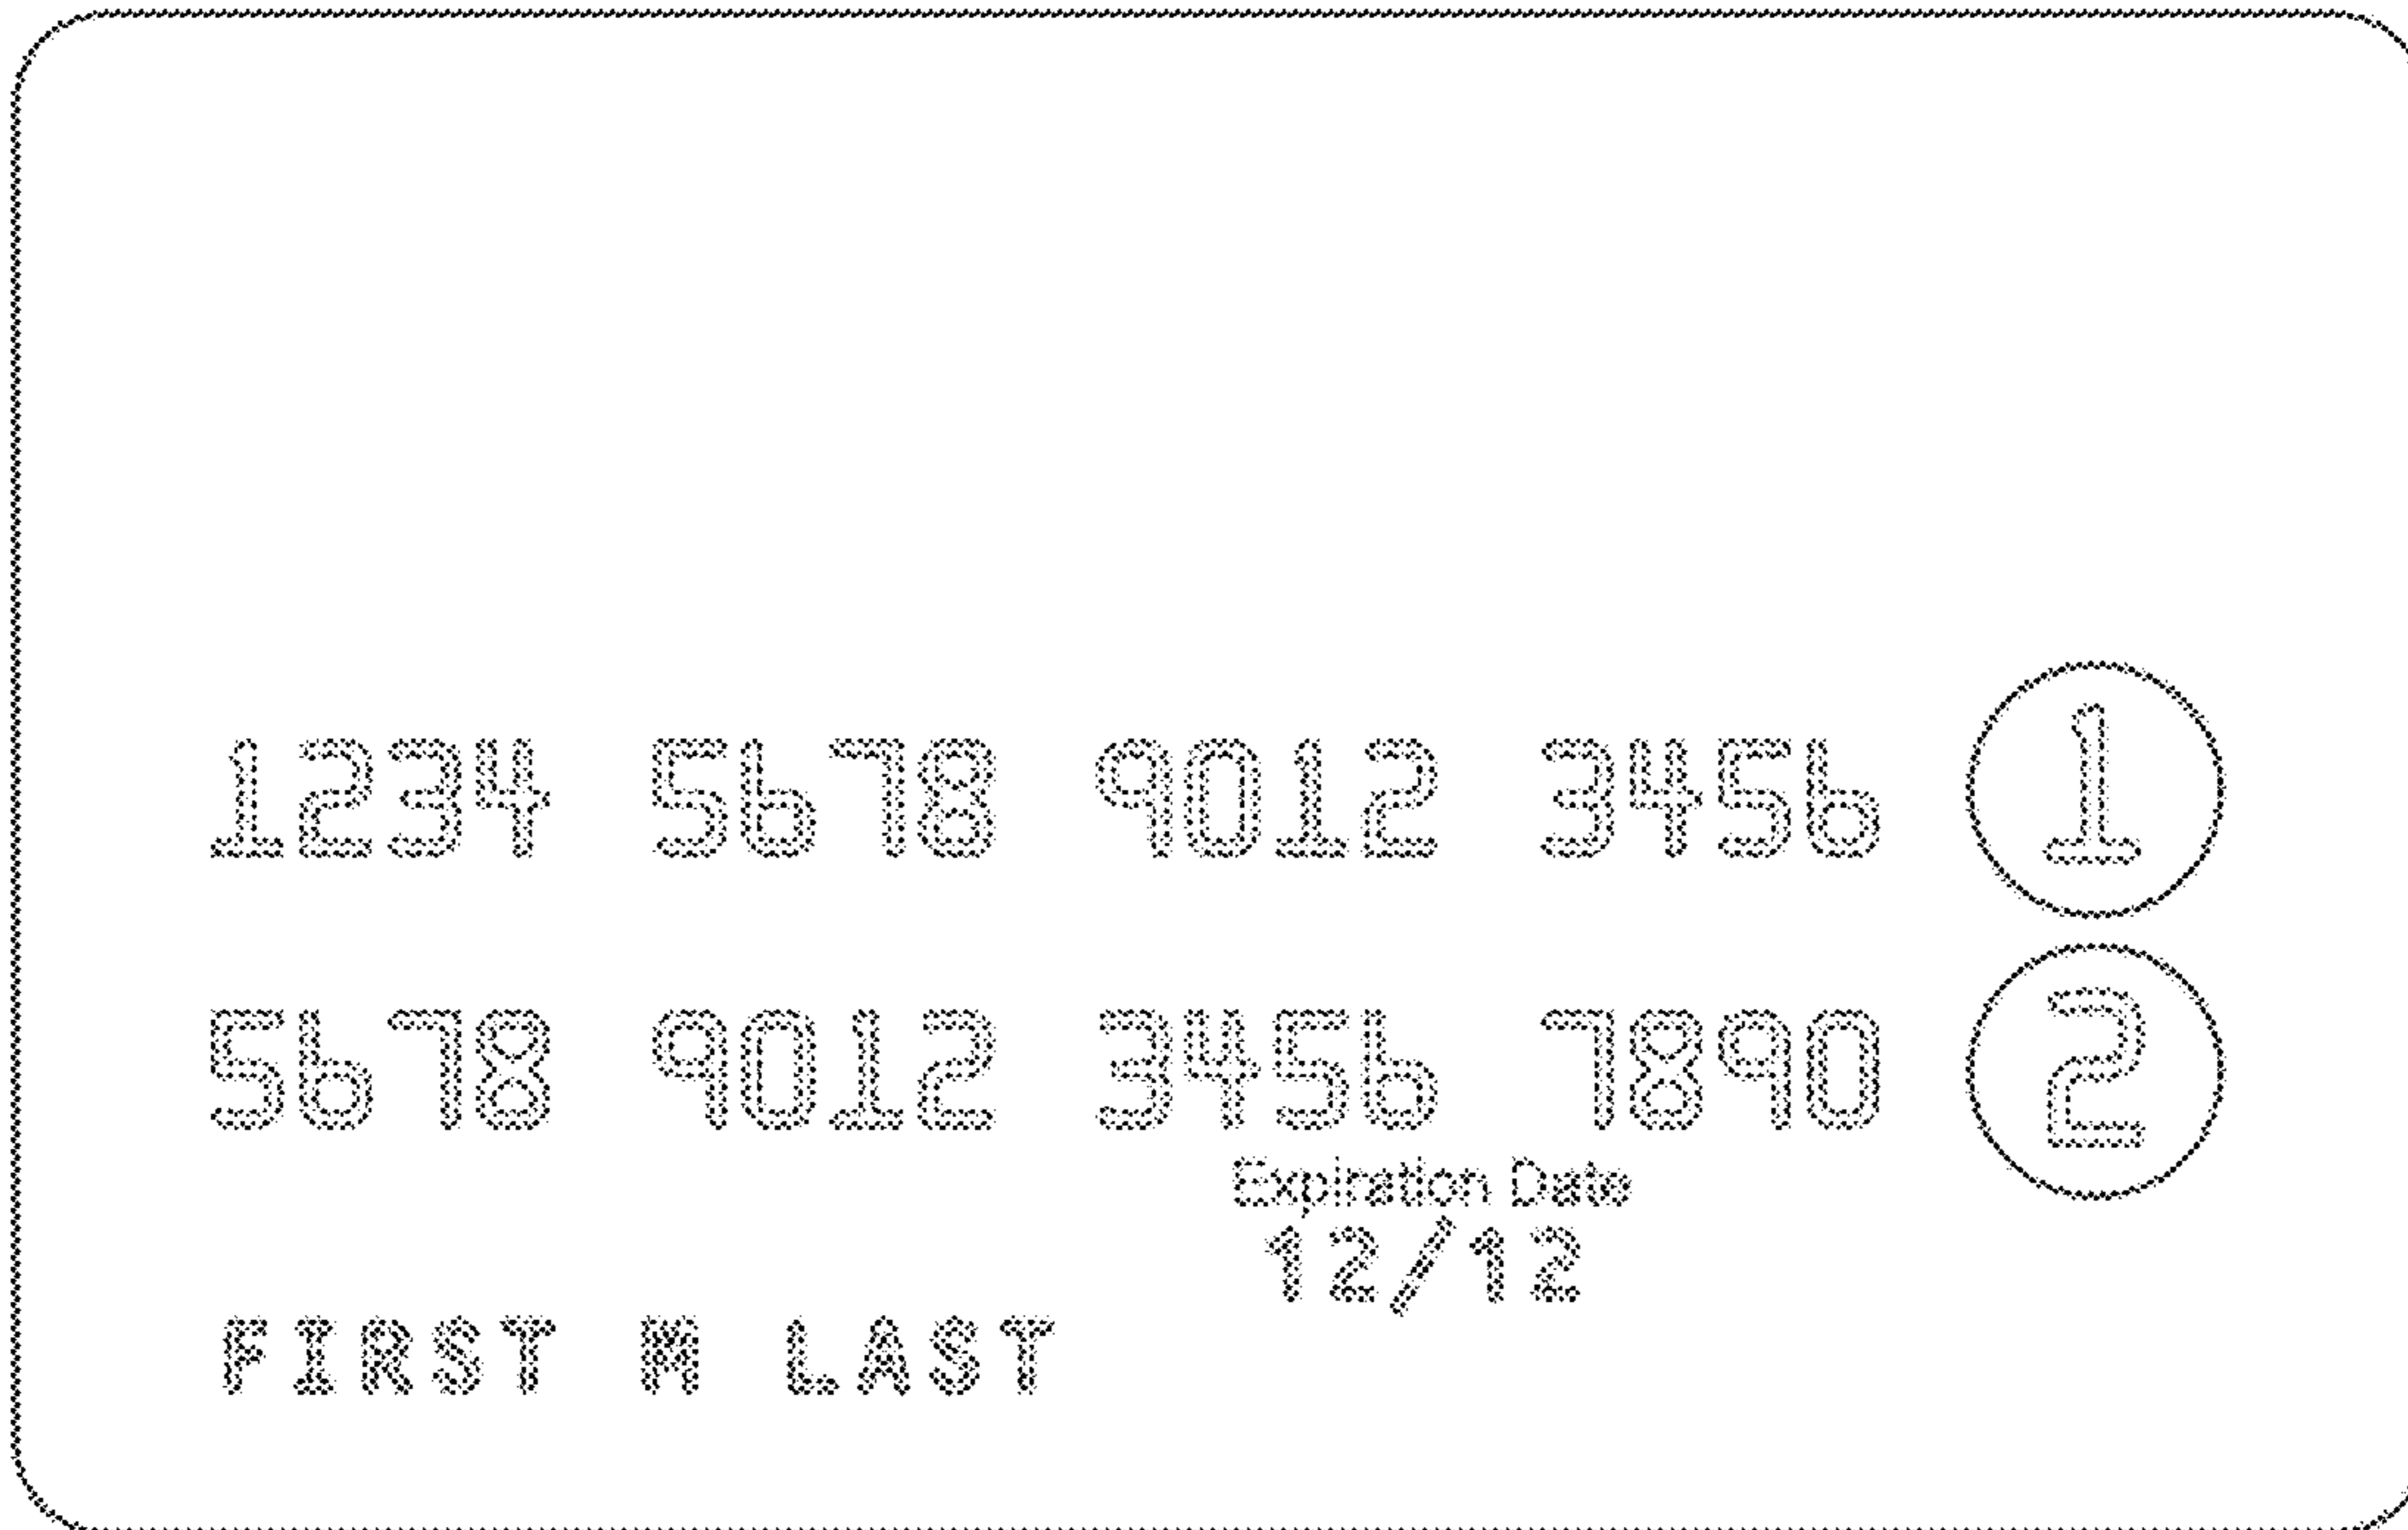 1234 5678 9012 3456 1
5678 9012 3456 7890 2
Expiration Date
12/12
FIRST M LAST